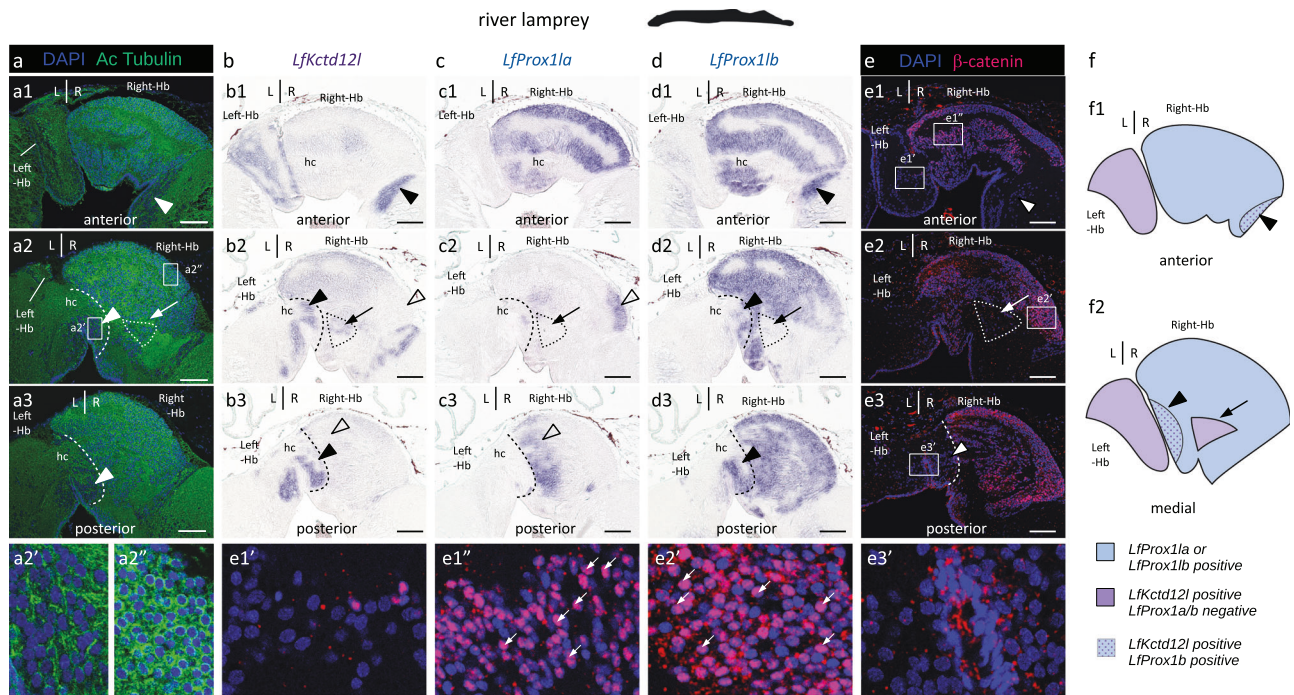 river lamprey
a DAPI Ac Tubulin
b LfKctd12l
c LfProx1la
d LfProx1lb
e DAPI β-catenin
f
a1 L R Right-Hb
Left
-Hb
anterior
b1 L R Right-Hb
Left-Hb
hc
anterior
c1 L R Right-Hb
hc
anterior
d1 L R Right-Hb
hc
anterior
e1 L R Right-Hb
Left
-Hb
e1''
e1'
anterior
f1
Right-Hb
L R
Left
-Hb
anterior
a2 L R Right-Hb
Left
-Hb
a2''
hc
a2'
b2 L R Right-Hb
Left
-Hb
hc
c2 L R Right-Hb
Left
-Hb
hc
d2 L R Right-Hb
Left
-Hb
hc
e2 L R Right-Hb
Left
-Hb
e2'
f2
Right-Hb
L R
Left
-Hb
medial
a3 L R Right
-Hb
Left
-Hb
hc
posterior
b3 L R Right-Hb
Left
-Hb
hc
posterior
c3 L R Right-Hb
Left
-Hb
hc
posterior
d3 L R Right-Hb
Left
-Hb
hc
posterior
e3 L R Right-Hb
Left
-Hb
hc
e3'
posterior
a2'
a2''
e1'
e1''
e2'
e3'
LfProx1la or
LfProx1lb positive
LfKctd12l positive
LfProx1a/b negative
LfKctd12l positive
LfProx1b positive